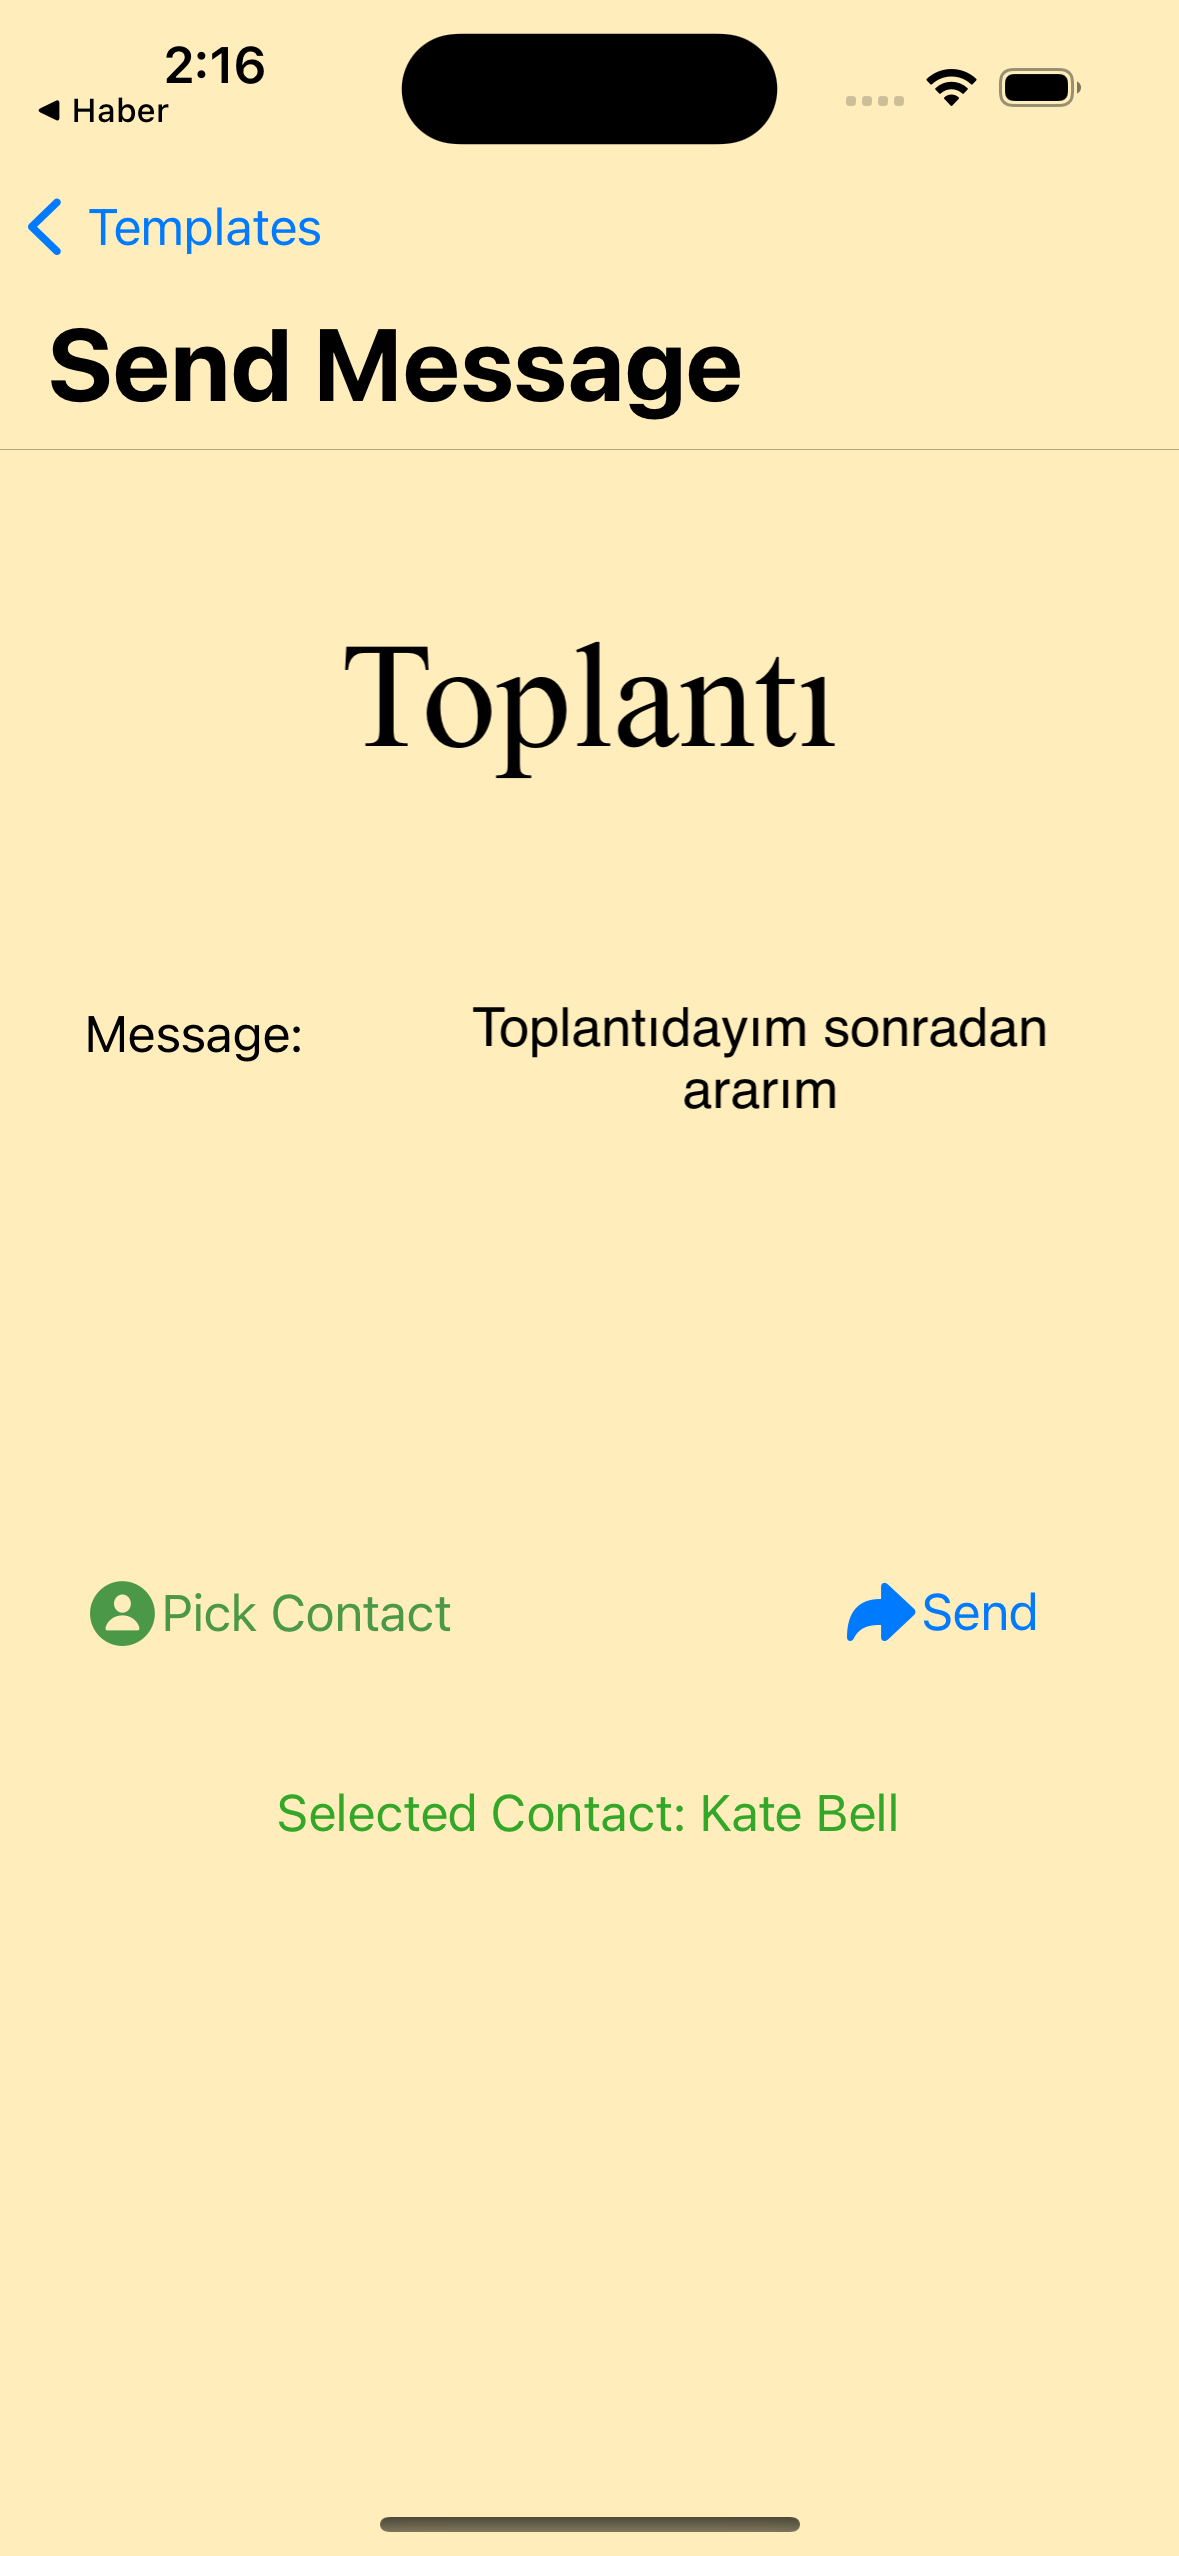 2:16
Haber
Templates
Send Message
Toplantı
Message:
Toplantıdayım sonradan
ararım
Pick Contact
Send
Selected Contact: Kate Bell